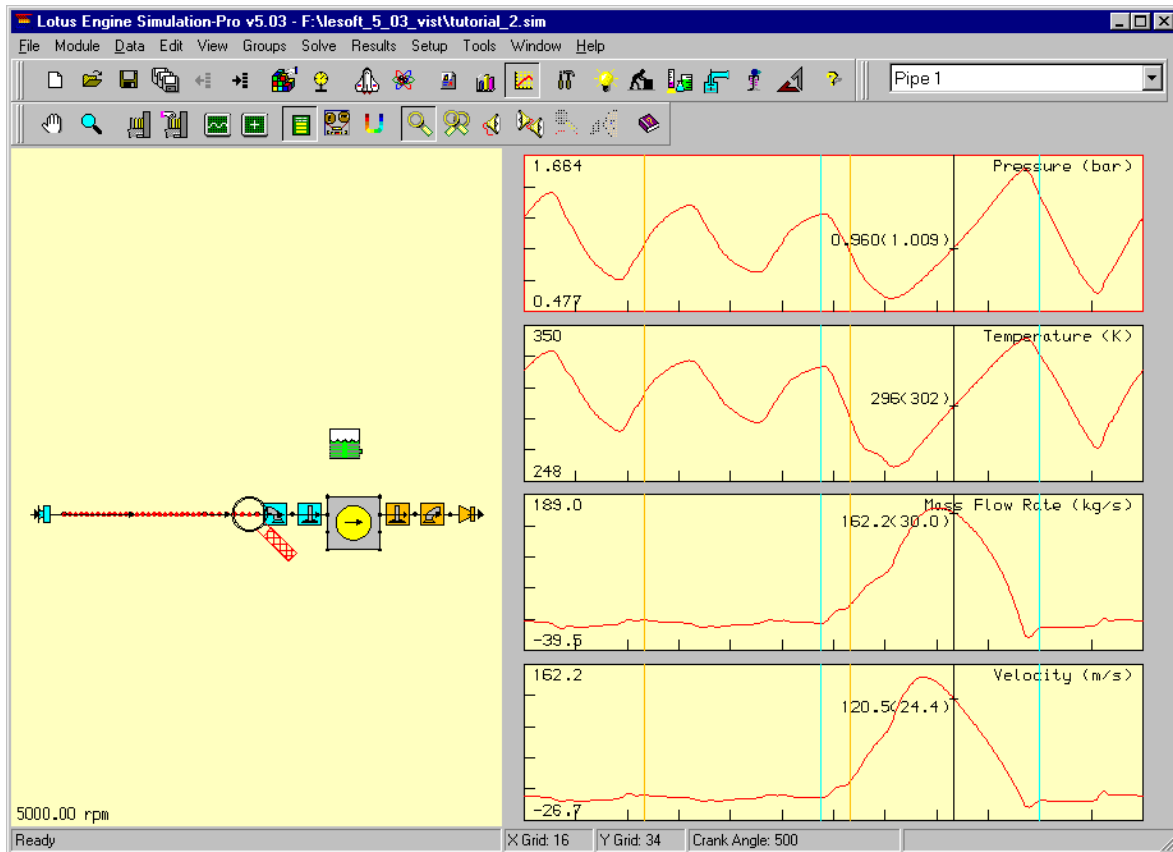 Lotus Engine Simulation-Pro v5.03 - F:\lesoft_5_03_vist\tutorial_2.sim
File Module Data Edit View Groups Solve Results Setup Tools Window Help
Pipe 1
1.664
Pressure (bar)
0.960(1.009)
0.477
350
Temperature (K)
296(302)
248
189.0
Mass Flow Rate (kg/s)
162.2(30.0)
-39.5
162.2
Velocity (m/s)
120.5(24.4)
-26.7
5000.00 rpm
Ready
X Grid: 16
Y Grid: 34
Crank Angle: 500